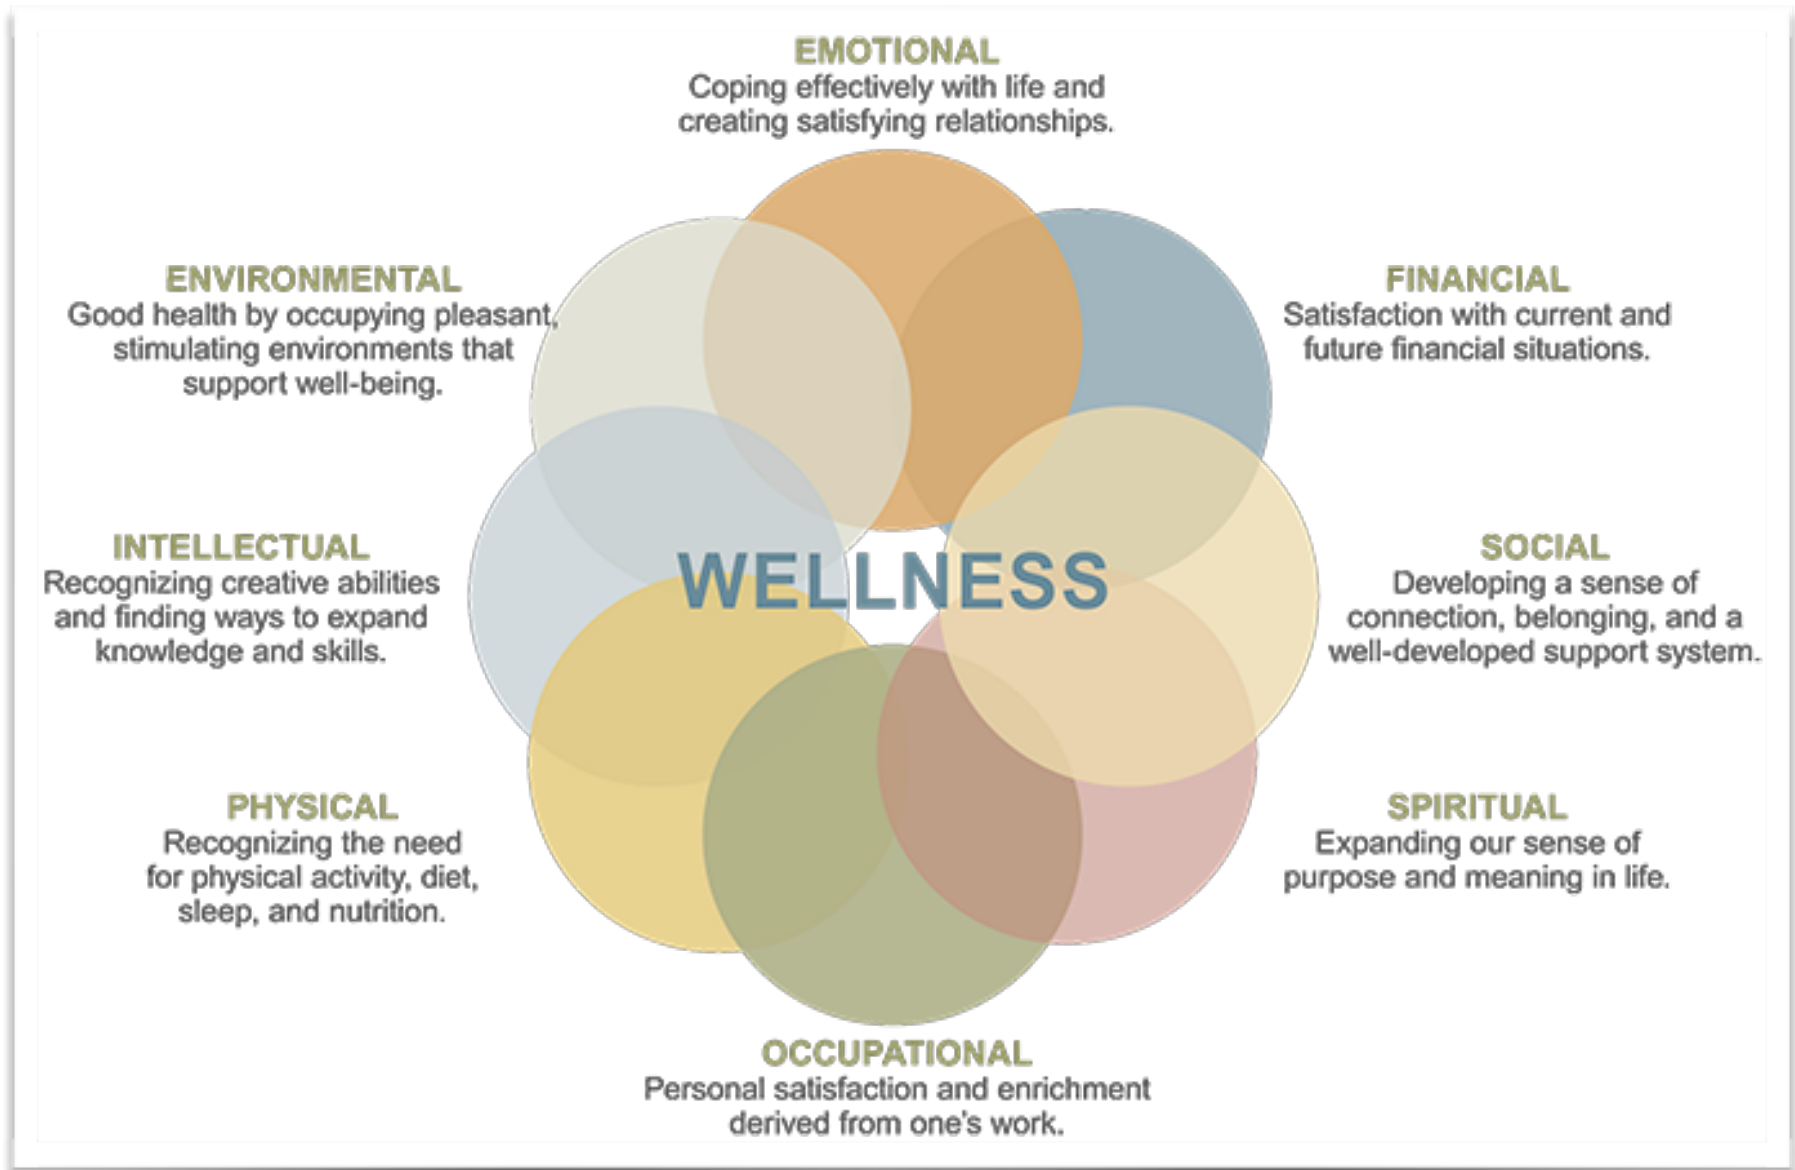 EMOTIONAL
Coping effectively with life and
creating satisfying relationships.
ENVIRONMENTAL
Good health by occupying pleasant,
stimulating environments that
support well-being.
FINANCIAL
Satisfaction with current and
future financial situations.
INTELLECTUAL
Recognizing creative abilities
and finding ways to expand
knowledge and skills.
WELLNESS
SOCIAL
Developing a sense of
connection, belonging, and a
well-developed support system.
PHYSICAL
Recognizing the need
for physical activity, diet,
sleep, and nutrition.
SPIRITUAL
Expanding our sense of
purpose and meaning in life.
OCCUPATIONAL
Personal satisfaction and enrichment
derived from one's work.